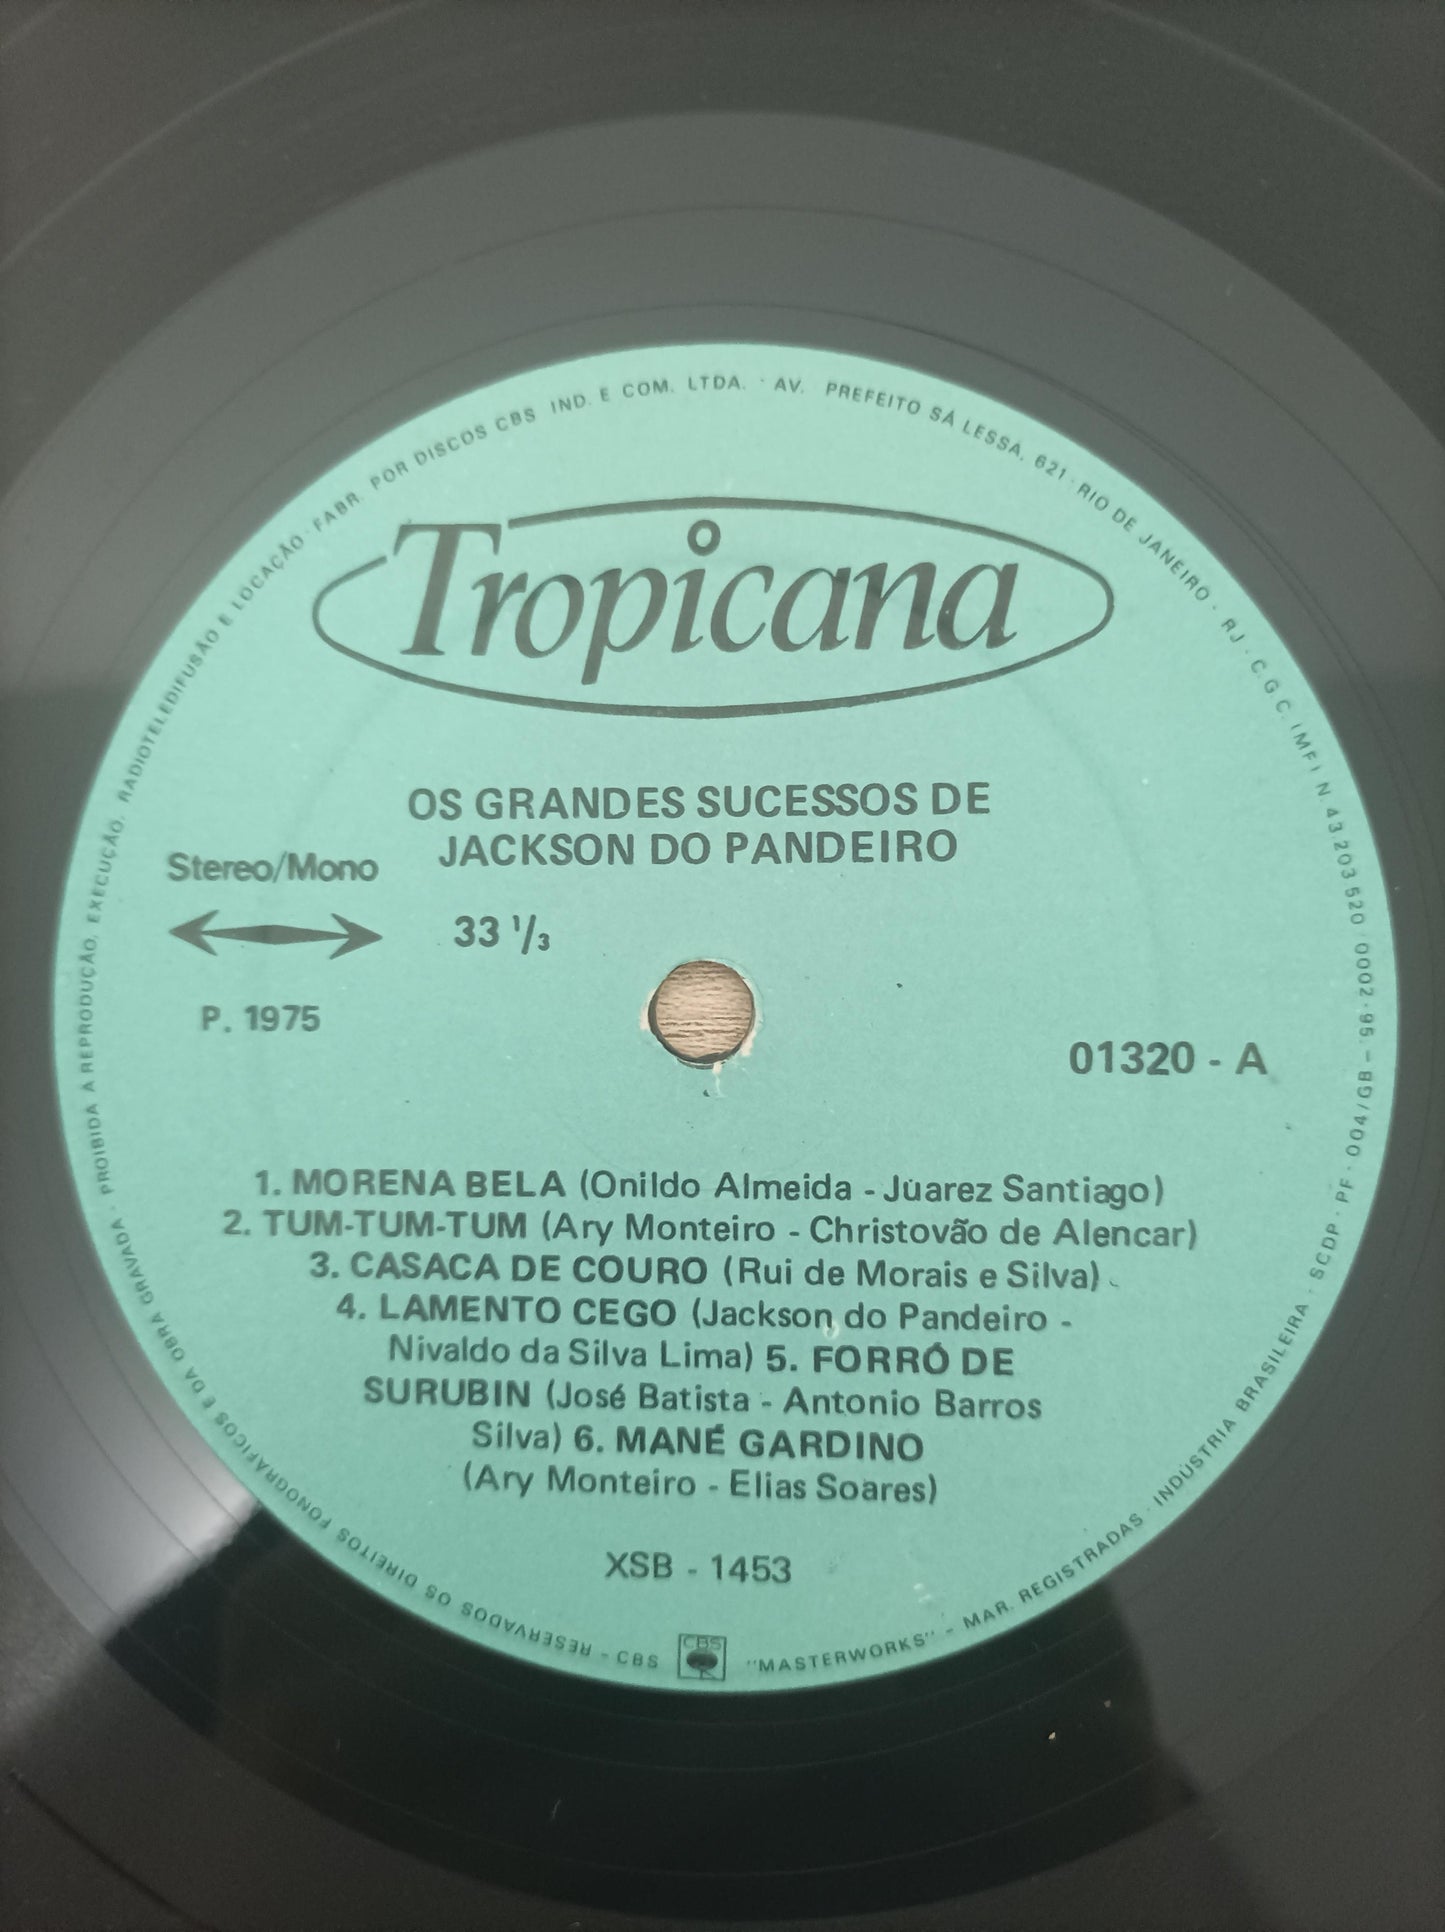 FABR. POR DISCOS CBS IND. E COM. LTDA. · AV. PREFEITO SÁ LESSA, 621 · RIO DE JANEIRO · RJ · C.G.C. (MF) N. 43 203 520/0002-95 – SCDP · PF · 004/GB · INDÚSTRIA BRASILEIRA
Tropicana
OS GRANDES SUCESSOS DE
JACKSON DO PANDEIRO
Stereo/Mono
33 1/3
P. 1975
01320 - A
1. MORENA BELA (Onildo Almeida - Juarez Santiago)
2. TUM-TUM-TUM (Ary Monteiro - Christovão de Alencar)
3. CASACA DE COURO (Rui de Morais e Silva)
4. LAMENTO CEGO (Jackson do Pandeiro -
Nivaldo da Silva Lima) 5. FORRÓ DE
SURUBIN (José Batista - Antonio Barros
Silva) 6. MANÉ GARDINO
(Ary Monteiro - Elias Soares)
XSB - 1453
CBS
"MASTERWORKS" - MAR. REGISTRADAS
RESERVADOS OS DIREITOS FONOGRÁFICOS E DA OBRA GRAVADA · PROIBIDA A REPRODUÇÃO, EXECUÇÃO, RADIOTELEDIFUSÃO E LOCAÇÃO ·
- CBS